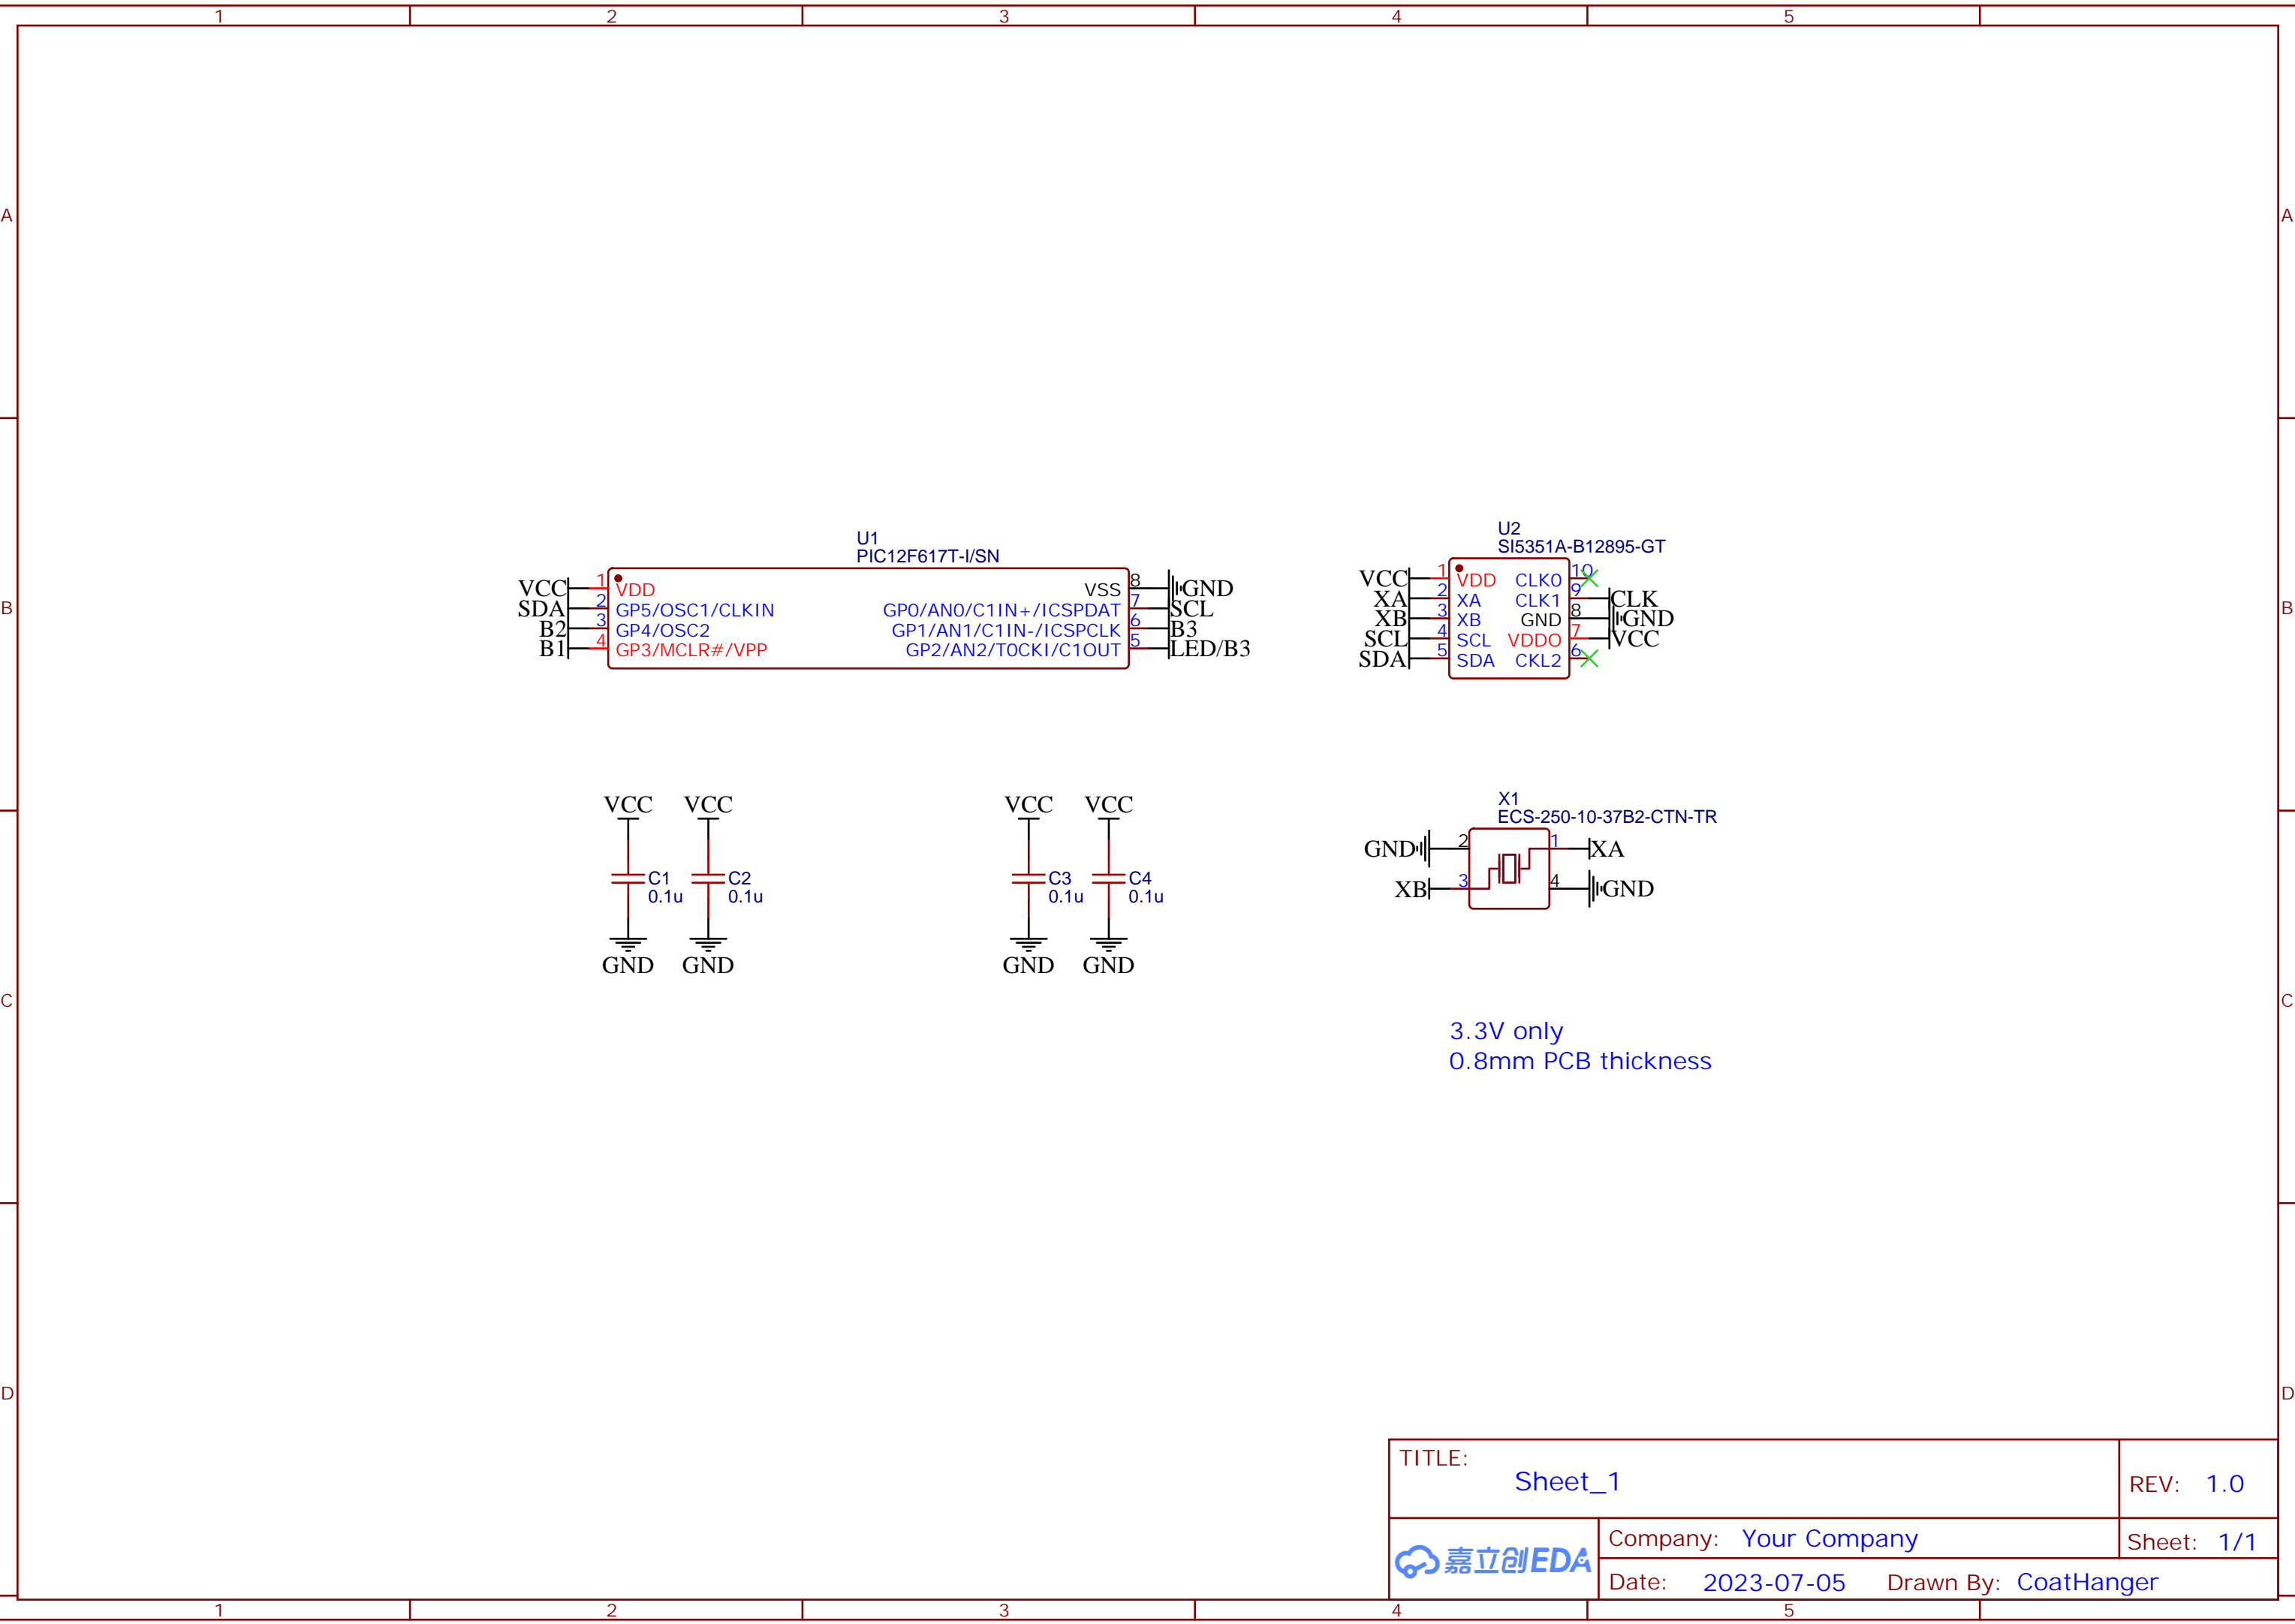 1 2 3 4 5
A A
U1
PIC12F617T-I/SN
VCC 1 VDD VSS 8 GND
SDA 2 GP5/OSC1/CLKIN GP0/AN0/C1IN+/ICSPDAT 7 SCL
B2 3 GP4/OSC2 GP1/AN1/C1IN-/ICSPCLK 6 B3
B1 4 GP3/MCLR#/VPP GP2/AN2/T0CKI/C1OUT 5 LED/B3
U2
SI5351A-B12895-GT
VCC 1 VDD CLK0 10
XA 2 XA CLK1 9 CLK
XB 3 XB GND 8 GND
SCL 4 SCL VDDO 7 VCC
SDA 5 SDA CKL2 6
B B
VCC VCC VCC VCC
C1 C2 C3 C4
0.1u 0.1u 0.1u 0.1u
GND GND GND GND
X1
ECS-250-10-37B2-CTN-TR
GND 2 1 XA
XB 3 4 GND
C C
3.3V only
0.8mm PCB thickness
D D
TITLE:
Sheet_1
REV: 1.0
嘉立创EDA
Company: Your Company
Sheet: 1/1
Date: 2023-07-05 Drawn By: CoatHanger
1 2 3 4 5